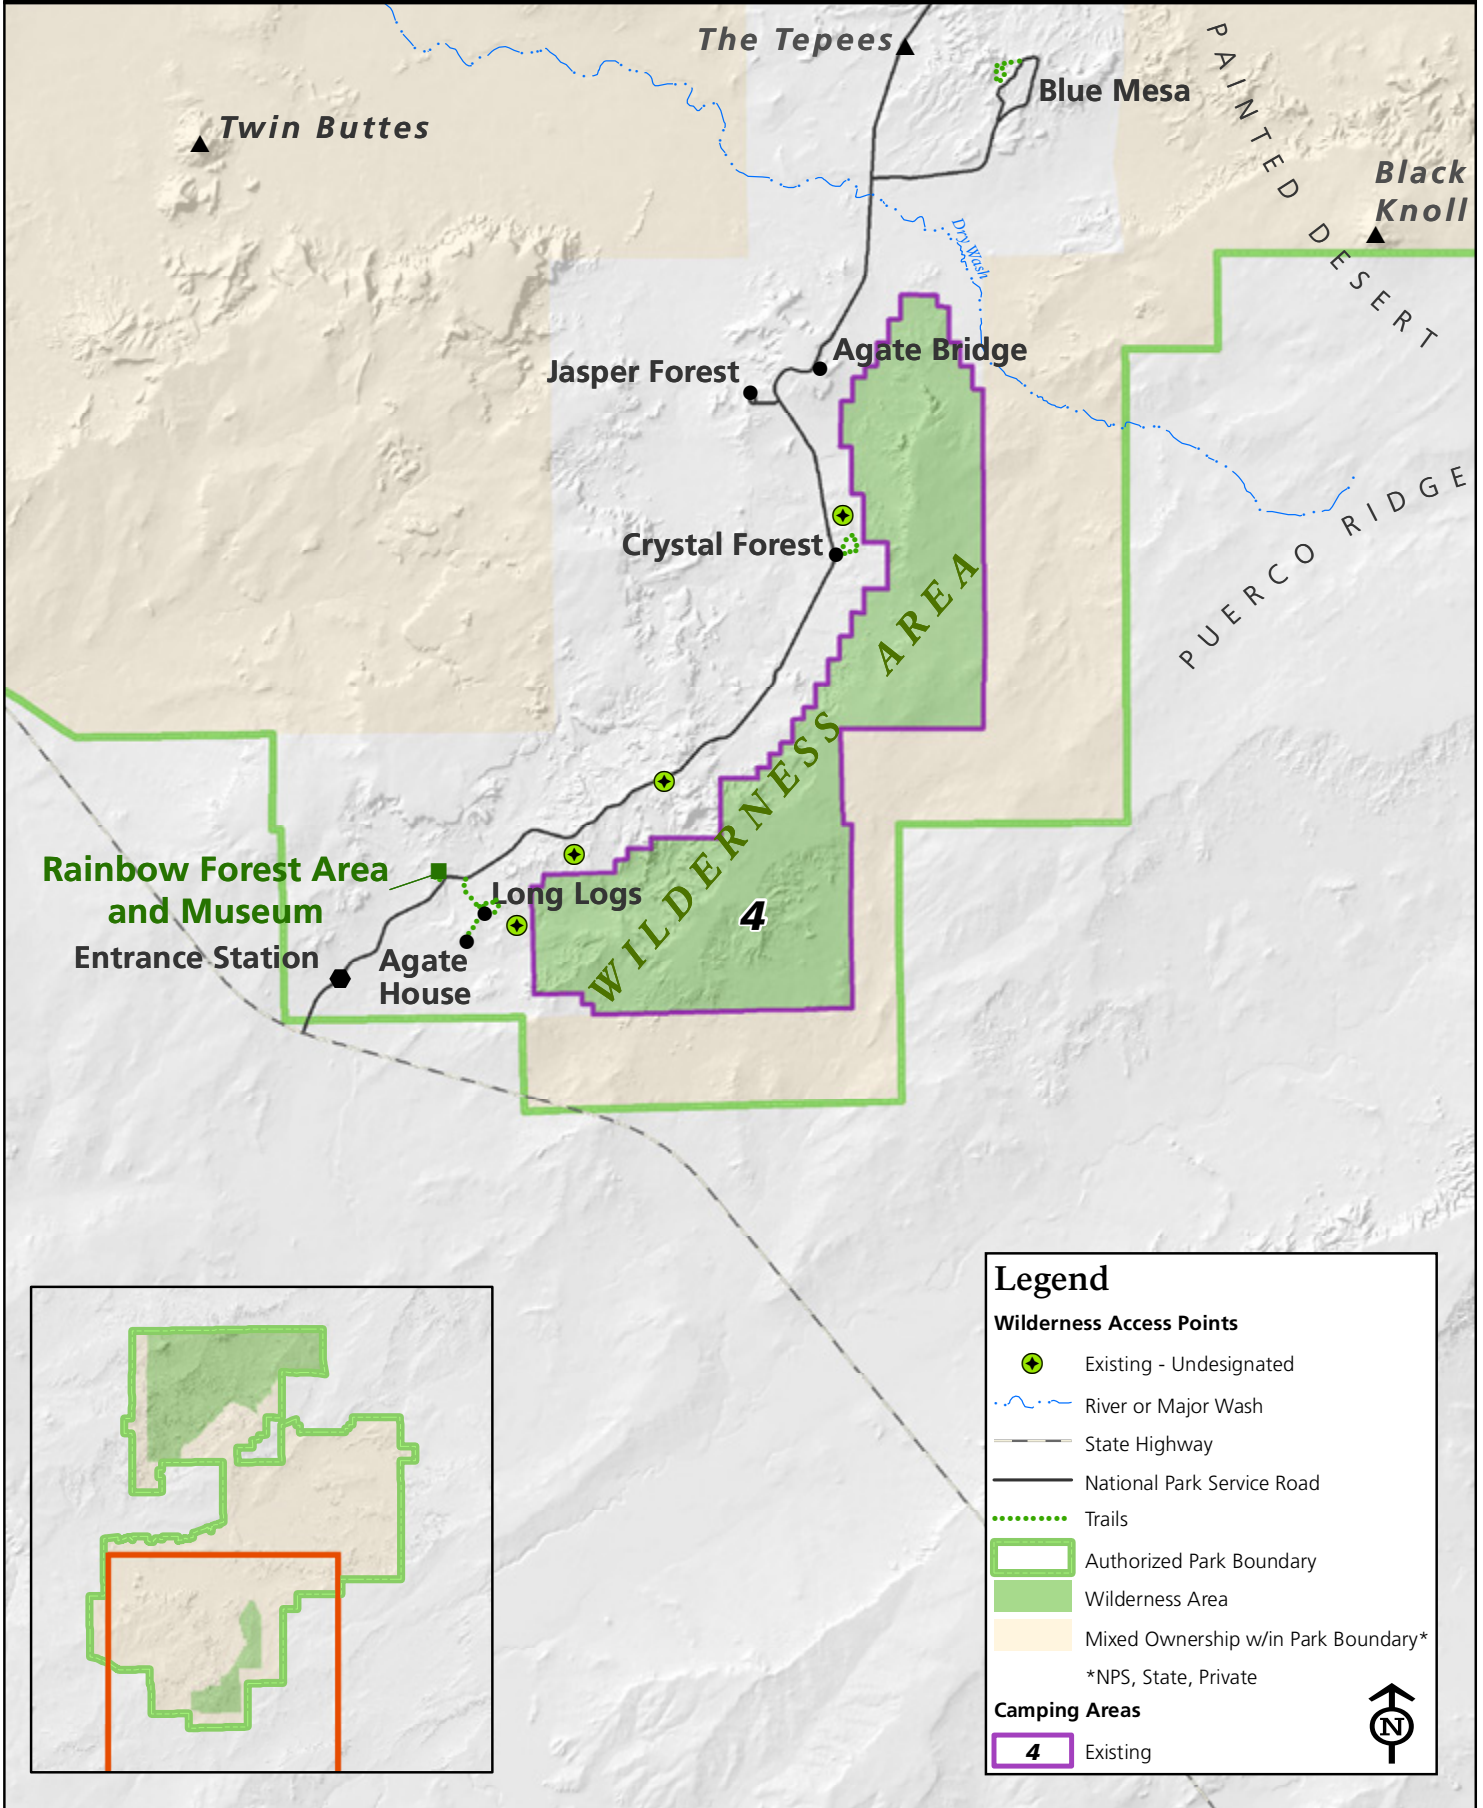 The Tepees
Blue Mesa
Twin Buttes
PAINTED DESERT
Black
Knoll
Dry Wash
Agate Bridge
Jasper Forest
PUERCO RIDGE
Crystal Forest
WILDERNESS AREA
Rainbow Forest Area
and Museum
Long Logs
4
Entrance Station
Agate
House
Legend
Wilderness Access Points
Existing - Undesignated
River or Major Wash
State Highway
National Park Service Road
Trails
Authorized Park Boundary
Wilderness Area
Mixed Ownership w/in Park Boundary*
*NPS, State, Private
Camping Areas
4 Existing
N